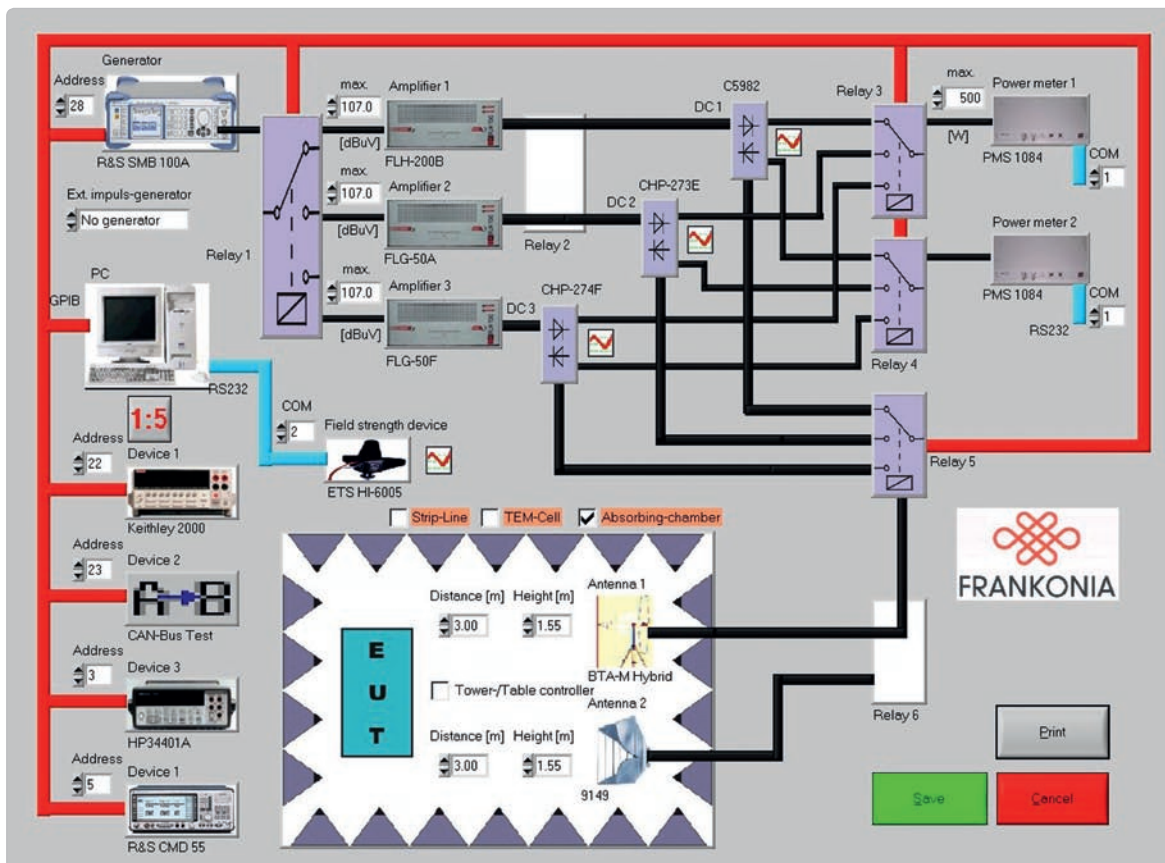 Generator
Address
28
R&S SMB 100A
Ext. impuls-generator
No generator
Relay 1
max.
107.0
[dBuV]
Amplifier 1
FLH-200B
max.
107.0
[dBuV]
Amplifier 2
FLG-50A
max.
107.0
[dBuV]
Amplifier 3
FLG-50F
Relay 2
DC 1
C5982
DC 2
CHP-273E
DC 3
CHP-274F
Relay 3
max.
500
[W]
Power meter 1
PMS 1084
COM
1
Power meter 2
PMS 1084
COM
1
RS232
Relay 4
Relay 5
PC
GPIB
RS232
1:5
COM
2
Field strength device
ETS HI-6005
Address
22
Device 1
Keithley 2000
Address
23
Device 2
A B
CAN-Bus Test
Address
3
Device 3
HP34401A
Address
5
Device 1
R&S CMD 55
Strip-Line
TEM-Cell
Absorbing-chamber
E
U
T
Distance [m]
3.00
Height [m]
1.55
Antenna 1
BTA-M Hybrid
Tower-/Table controller
Antenna 2
Distance [m]
3.00
Height [m]
1.55
9149
Relay 6
FRANKONIA
Print
Save
Cancel